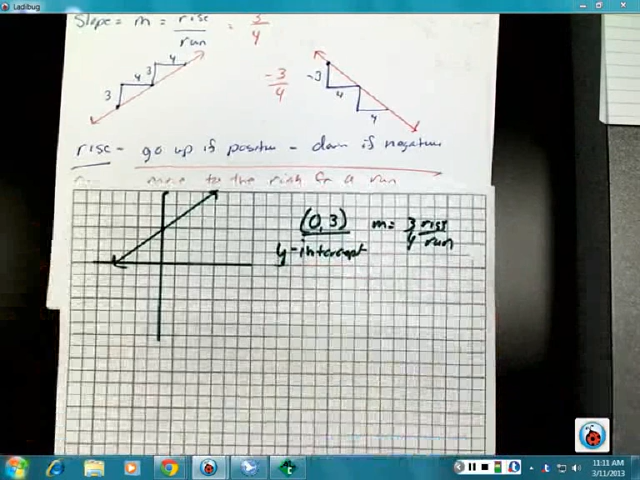 Ladibug
Slope = m = rise/run = 3/4
3 4 3 4
-3/4
-3 4 4
rise - go up if positive - down if negative
move to the right for a run
(0,3) m = 3/4 rise/run
y-intercept
11:11 AM
3/11/2013